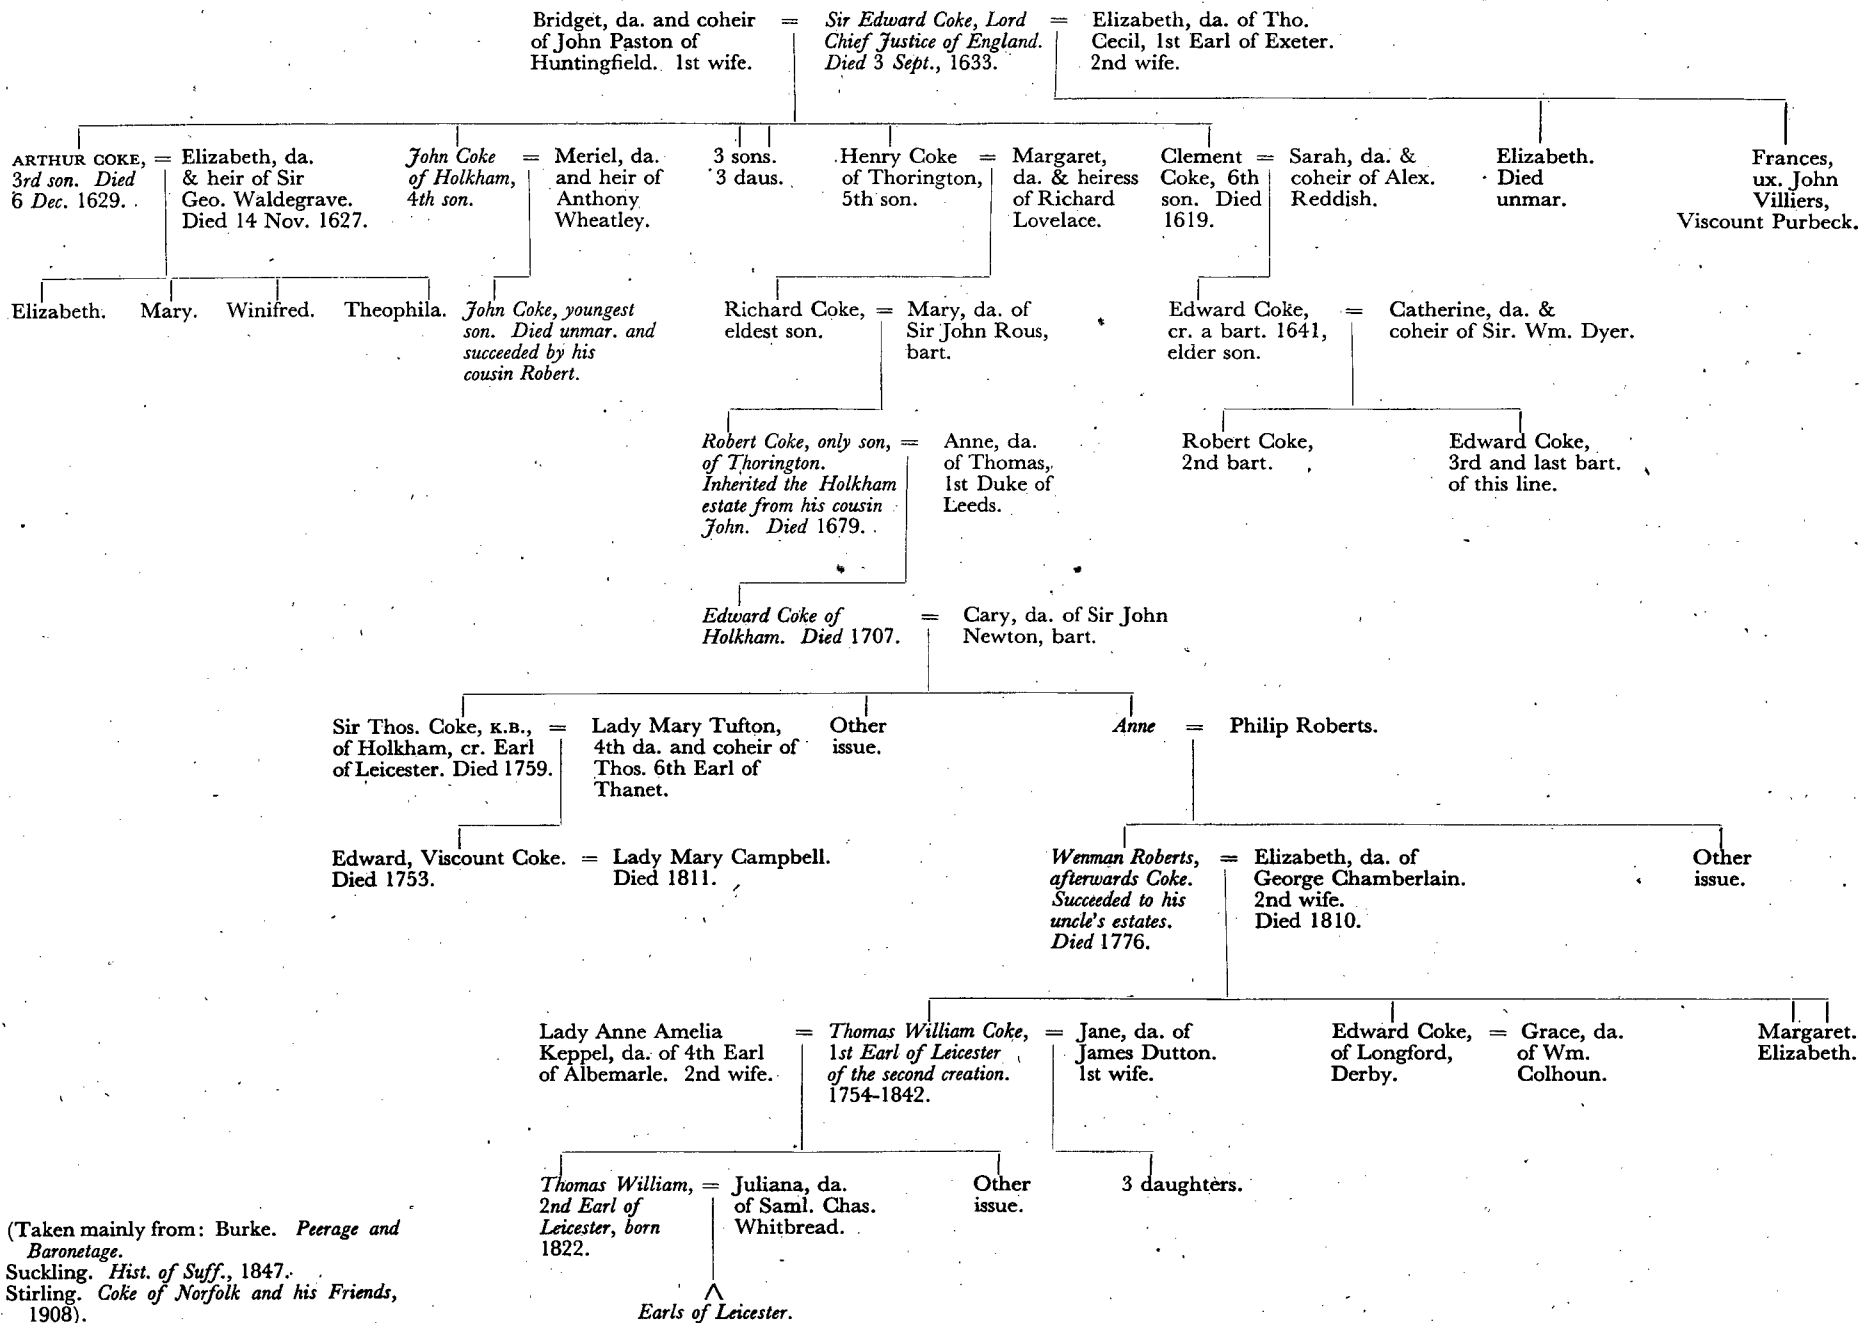 Bridget, da. and coheir
of John Paston of
Huntingfield. 1st wife.
=
Sir Edward Coke, Lord
Chief Justice of England.
Died 3 Sept., 1633.
=
Elizabeth, da. of Tho.
Cecil, 1st Earl of Exeter.
2nd wife.
ARTHUR COKE,
3rd son. Died
6 Dec. 1629.
=
Elizabeth, da.
& heir of Sir
Geo. Waldegrave.
Died 14 Nov. 1627.
John Coke
of Holkham,
4th son.
=
Meriel, da.
and heir of
Anthony
Wheatley.
3 sons.
3 daus.
Henry Coke
of Thorington,
5th son.
=
Margaret,
da. & heiress
of Richard
Lovelace.
Clement
Coke, 6th
son. Died
1619.
=
Sarah, da. &
coheir of Alex.
Reddish.
Elizabeth.
Died
unmar.
Frances,
ux. John
Villiers,
Viscount Purbeck.
Elizabeth.
Mary.
Winifred.
Theophila.
John Coke, youngest
son. Died unmar. and
succeeded by his
cousin Robert.
Richard Coke,
eldest son.
=
Mary, da. of
Sir John Rous,
bart.
Edward Coke,
cr. a bart. 1641,
elder son.
=
Catherine, da. &
coheir of Sir. Wm. Dyer.
Robert Coke, only son,
of Thorington.
Inherited the Holkham
estate from his cousin
John. Died 1679.
=
Anne, da.
of Thomas,
1st Duke of
Leeds.
Robert Coke,
2nd bart.
Edward Coke,
3rd and last bart.
of this line.
Edward Coke of
Holkham. Died 1707.
=
Cary, da. of Sir John
Newton, bart.
Sir Thos. Coke, K.B.,
of Holkham, cr. Earl
of Leicester. Died 1759.
=
Lady Mary Tufton,
4th da. and coheir of
Thos. 6th Earl of
Thanet.
Other
issue.
Anne
=
Philip Roberts.
Edward, Viscount Coke.
Died 1753.
=
Lady Mary Campbell.
Died 1811.
Wenman Roberts,
afterwards Coke.
Succeeded to his
uncle's estates.
Died 1776.
=
Elizabeth, da. of
George Chamberlain.
2nd wife.
Died 1810.
Other
issue.
Lady Anne Amelia
Keppel, da. of 4th Earl
of Albemarle. 2nd wife.
=
Thomas William Coke,
1st Earl of Leicester
of the second creation.
1754-1842.
=
Jane, da. of
James Dutton.
1st wife.
Edward Coke,
of Longford,
Derby.
=
Grace, da.
of Wm.
Colhoun.
Margaret.
Elizabeth.
Thomas William,
2nd Earl of
Leicester, born
1822.
=
Juliana, da.
of Saml. Chas.
Whitbread.
Other
issue.
3 daughters.
Earls of Leicester.
(Taken mainly from: Burke. Peerage and
Baronetage.
Suckling. Hist. of Suff., 1847.
Stirling. Coke of Norfolk and his Friends,
1908).